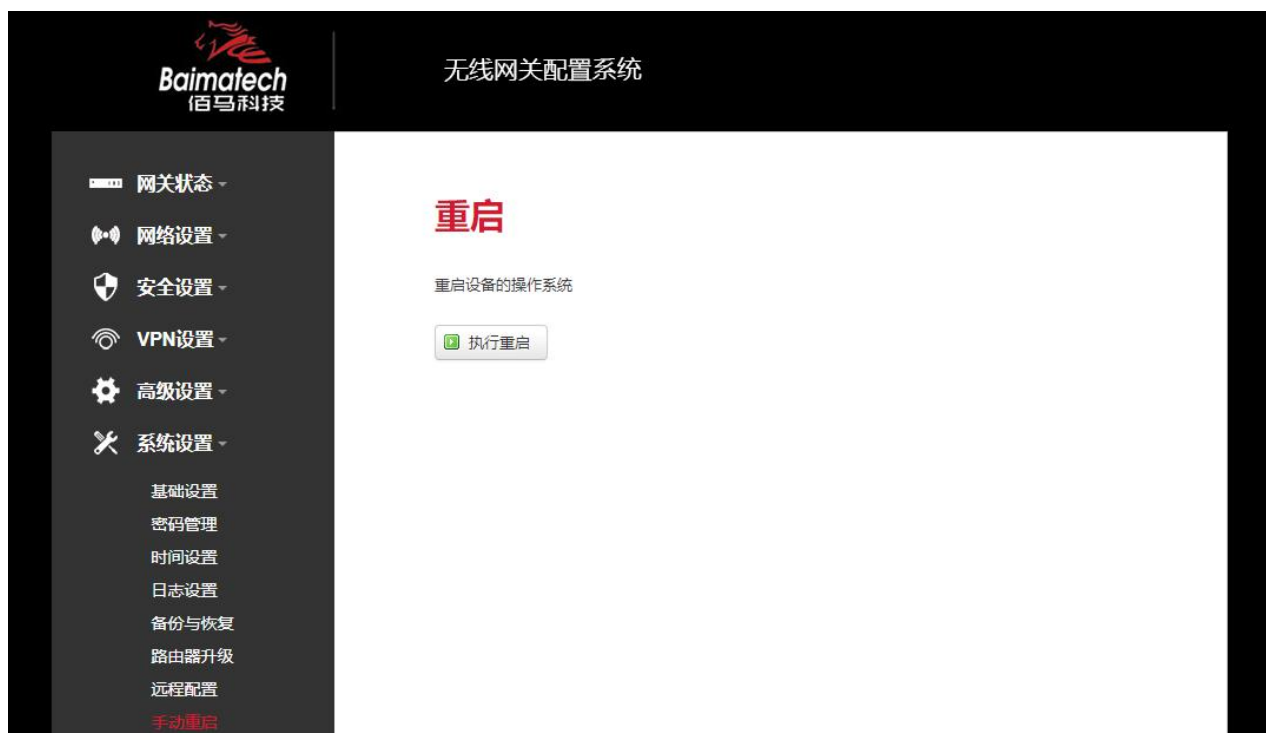 Baimatech
佰马科技
无线网关配置系统
网关状态
网络设置
安全设置
VPN设置
高级设置
系统设置
基础设置
密码管理
时间设置
日志设置
备份与恢复
路由器升级
远程配置
手动重启
重启
重启设备的操作系统
执行重启